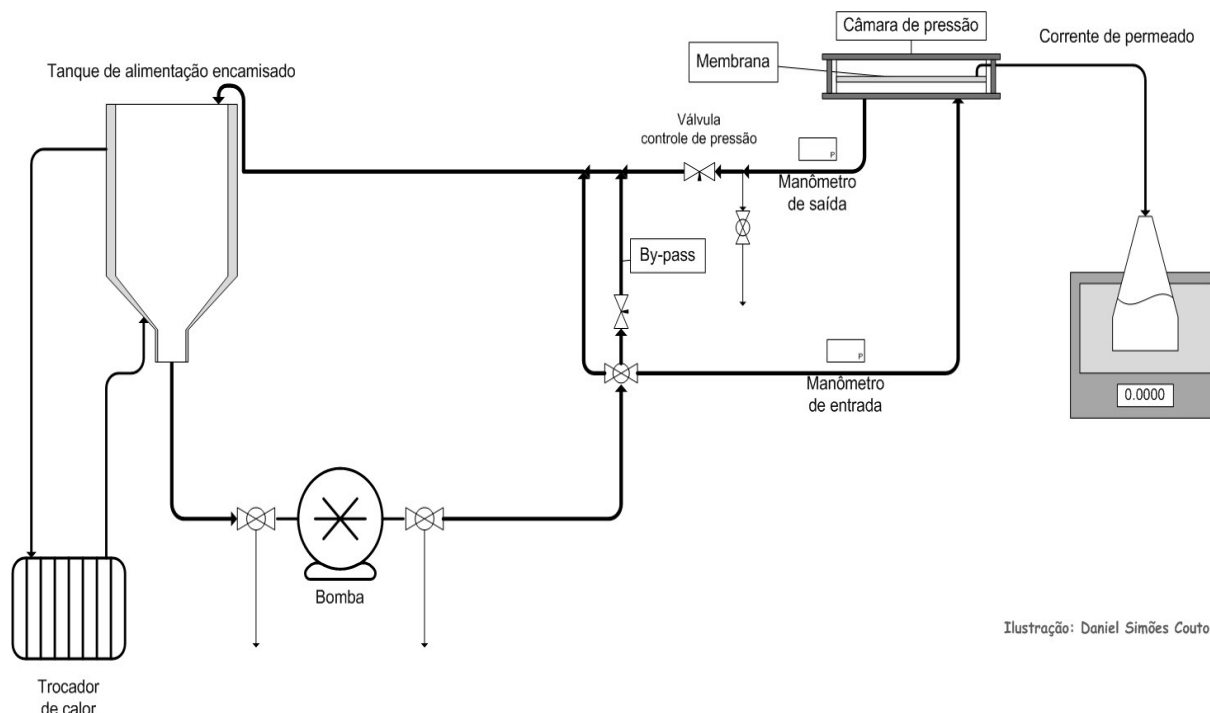 Câmara de pressão
Corrente de permeado
Membrana
Tanque de alimentação encamisado
Válvula
controle de pressão
P
Manômetro
de saída
By-pass
P
Manômetro
de entrada
0.0000
Bomba
Ilustração: Daniel Simões Couto
Trocador
de calor